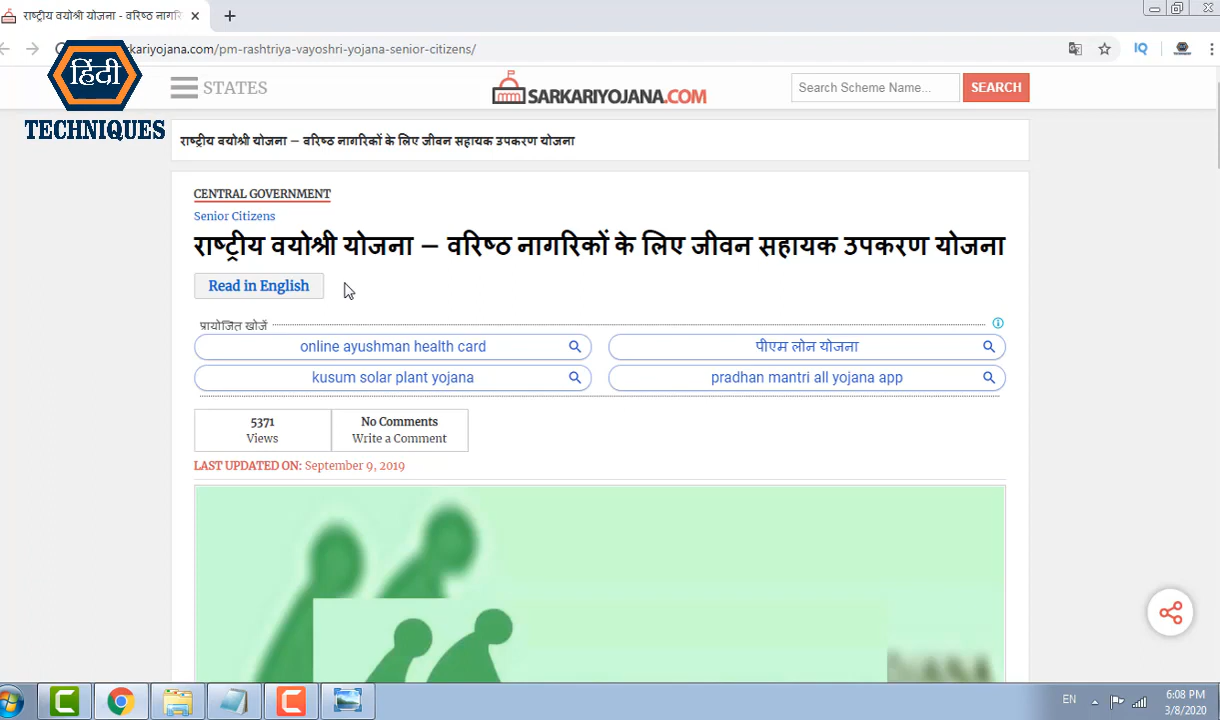 राष्ट्रीय वयोश्री योजना - वरिष्ठ नागरि
kariyojana.com/pm-rashtriya-vayoshri-yojana-senior-citizens/
IQ
हिंदी
TECHNIQUES
STATES
SARKARIYOJANA.COM
Search Scheme Name...
SEARCH
राष्ट्रीय वयोश्री योजना – वरिष्ठ नागरिकों के लिए जीवन सहायक उपकरण योजना
CENTRAL GOVERNMENT
Senior Citizens
राष्ट्रीय वयोश्री योजना – वरिष्ठ नागरिकों के लिए जीवन सहायक उपकरण योजना
Read in English
प्रायोजित खोजें
online ayushman health card
पीएम लोन योजना
kusum solar plant yojana
pradhan mantri all yojana app
5371
Views
No Comments
Write a Comment
LAST UPDATED ON: September 9, 2019
EN
6:08 PM
3/8/2020